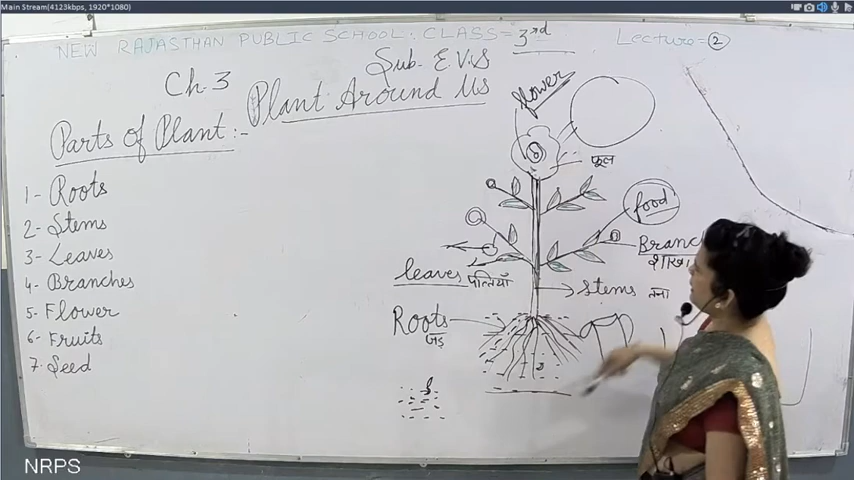 Main Stream(4123kbps, 1920*1080)
NEW RAJASTHAN PUBLIC SCHOOL: CLASS = 3rd
Lecture = 2
Sub. E.V.S
Ch. 3
Plant Around Us
Parts of Plant:-
1- Roots
2- Stems
3- Leaves
4- Branches
5- Flower
6- Fruits
7- Seed
flower
फूल
food
Branc
शाखा
leaves पत्तियाँ
Stems तना
Roots
जड़
NRPS